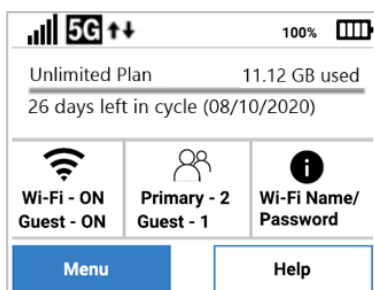 5G 100%
Unlimited Plan 11.12 GB used
26 days left in cycle (08/10/2020)
Wi-Fi - ON
Guest - ON
Primary - 2
Guest - 1
Wi-Fi Name/
Password
Menu Help